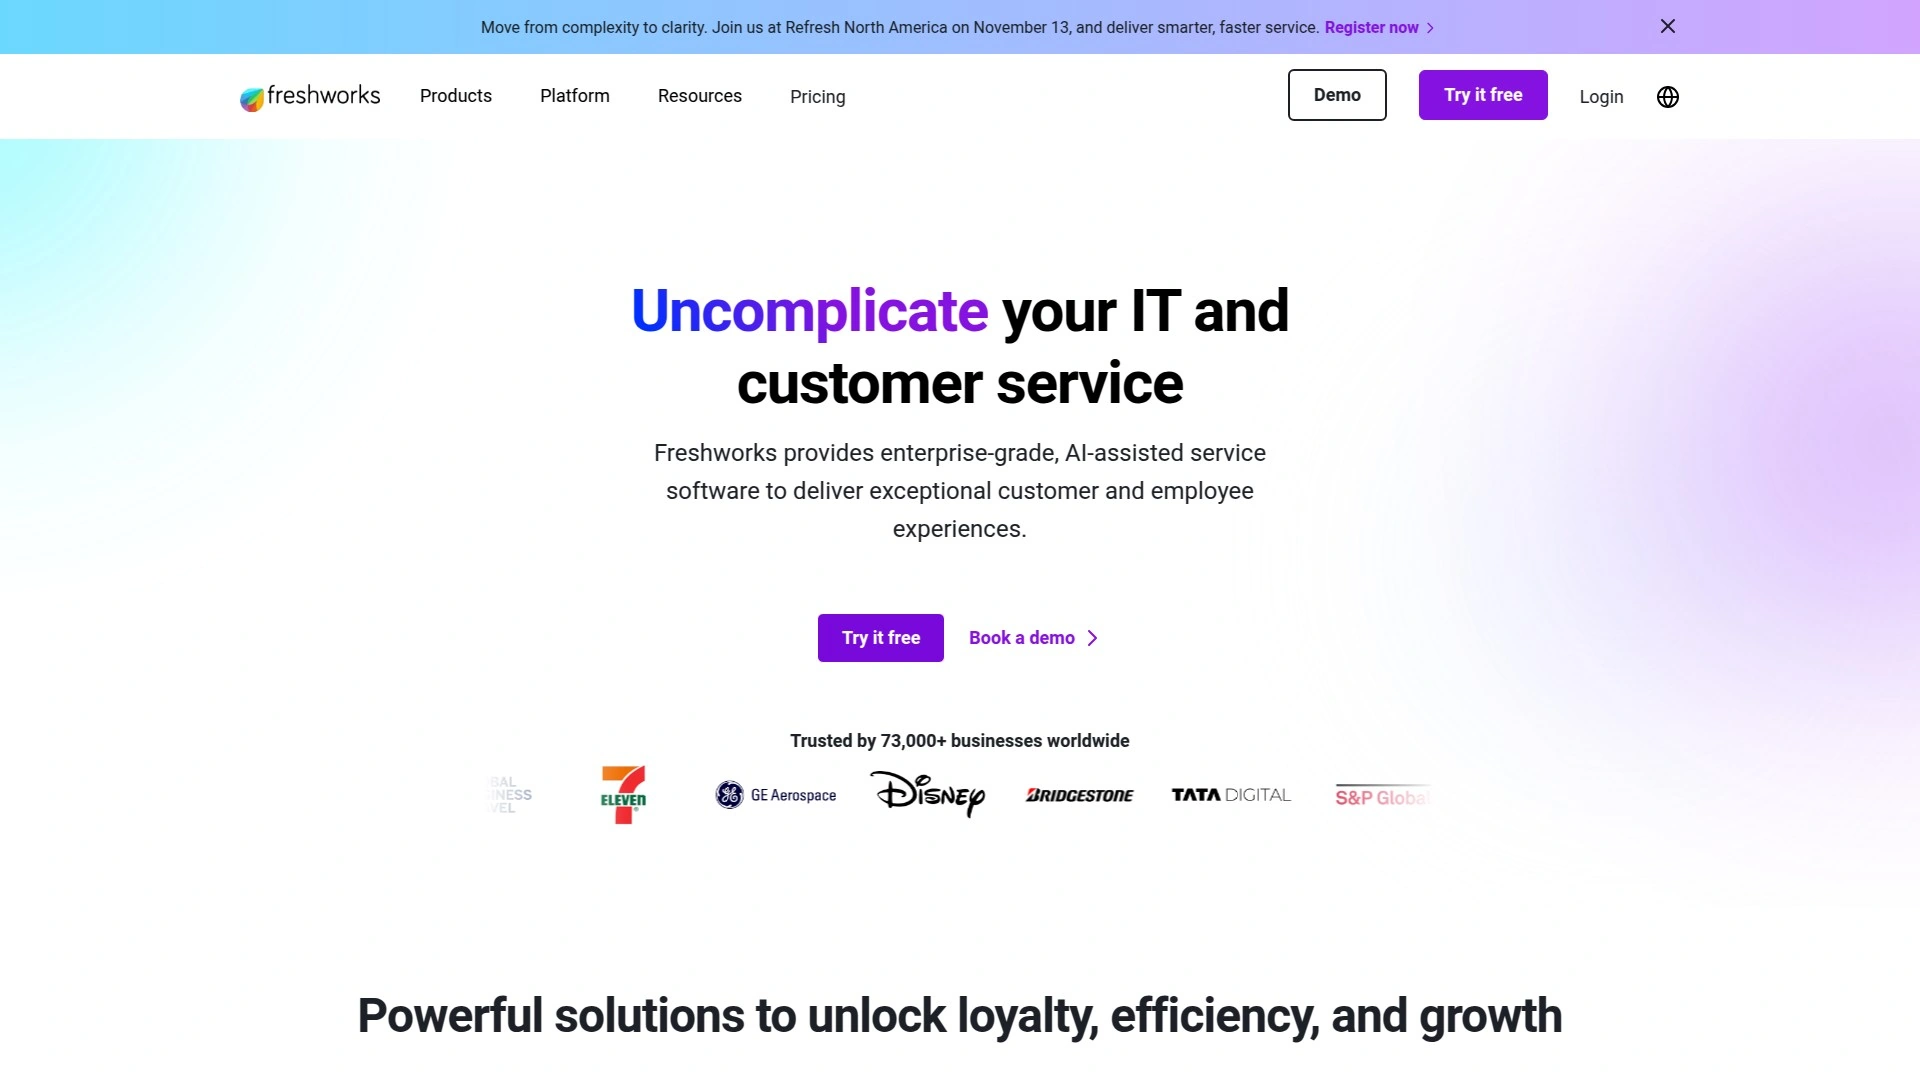 Move from complexity to clarity. Join us at Refresh North America on November 13, and deliver smarter, faster service. Register now
freshworks
Products
Platform
Resources
Pricing
Demo
Try it free
Login
Uncomplicate your IT and
customer service
Freshworks provides enterprise-grade, AI-assisted service
software to deliver exceptional customer and employee
experiences.
Try it free
Book a demo
Trusted by 73,000+ businesses worldwide
7
ELEVEN
GE Aerospace
Disney
BRIDGESTONE
TATA DIGITAL
S&P Global
Powerful solutions to unlock loyalty, efficiency, and growth